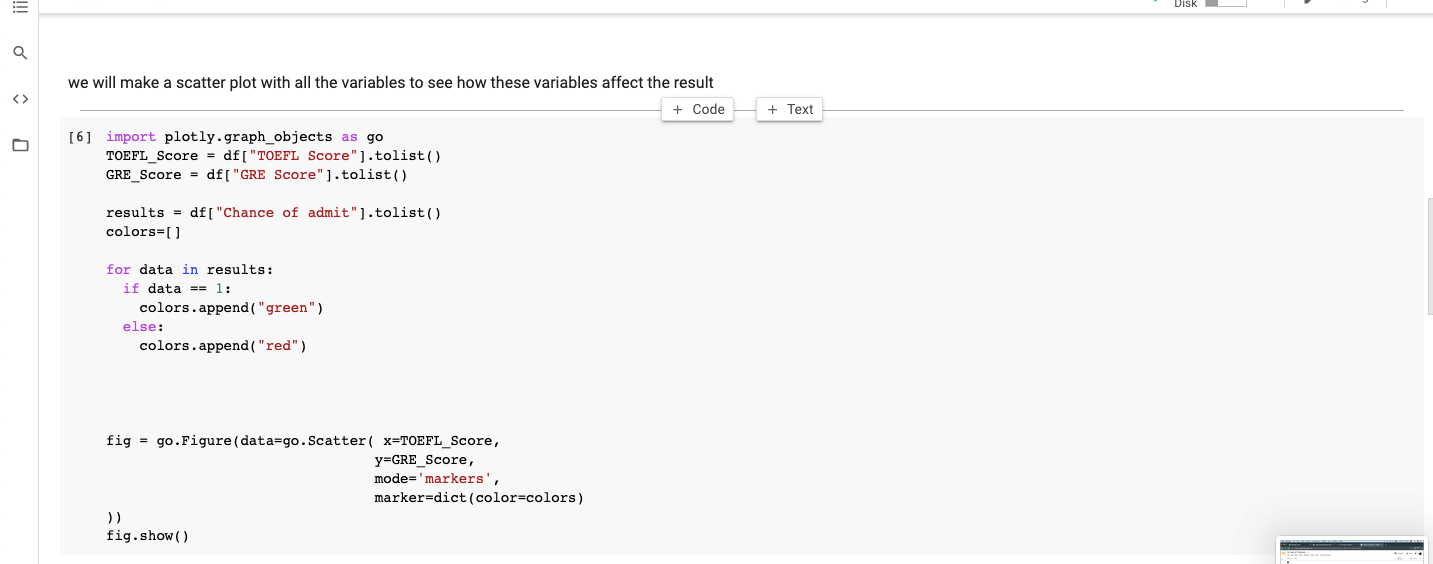 Disk
we will make a scatter plot with all the variables to see how these variables affect the result
+ Code + Text
[6] import plotly.graph_objects as go
TOEFL_Score = df["TOEFL Score"].tolist()
GRE_Score = df["GRE Score"].tolist()
results = df["Chance of admit"].tolist()
colors=[]
for data in results:
if data == 1:
colors.append("green")
else:
colors.append("red")
fig = go.Figure(data=go.Scatter( x=TOEFL_Score,
y=GRE_Score,
mode='markers',
marker=dict(color=colors)
))
fig.show()